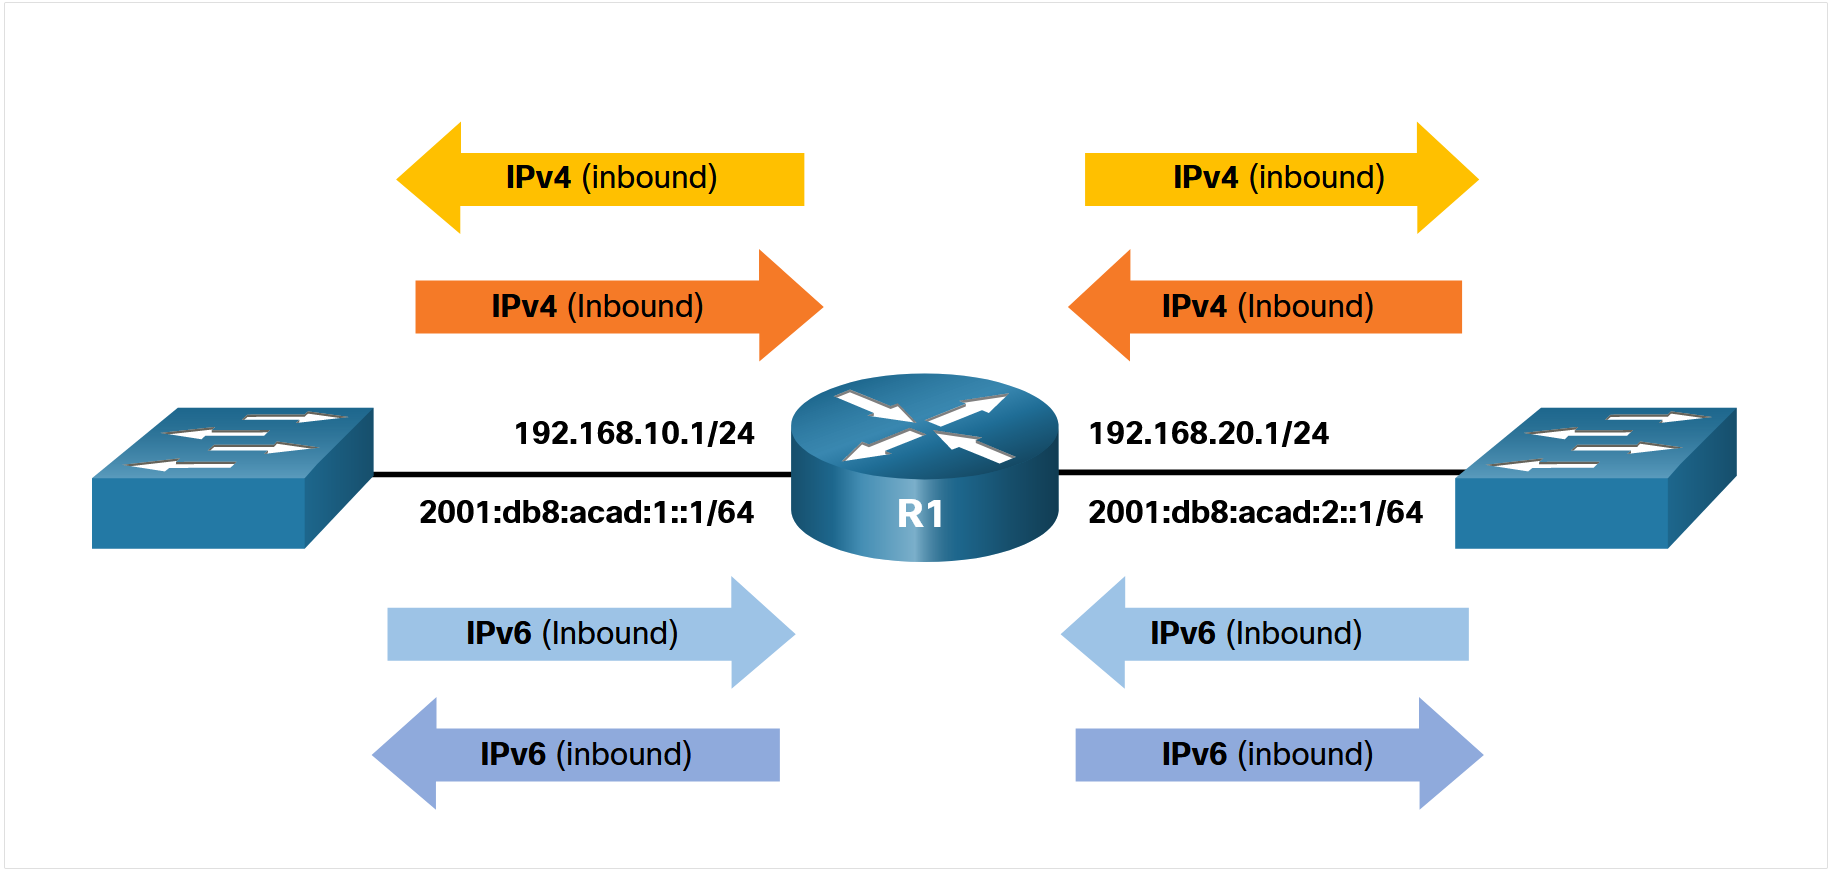 IPv4 (inbound)
IPv4 (inbound)
IPv4 (Inbound)
IPv4 (Inbound)
192.168.10.1/24
192.168.20.1/24
2001:db8:acad:1::1/64
R1
2001:db8:acad:2::1/64
IPv6 (Inbound)
IPv6 (Inbound)
IPv6 (inbound)
IPv6 (inbound)